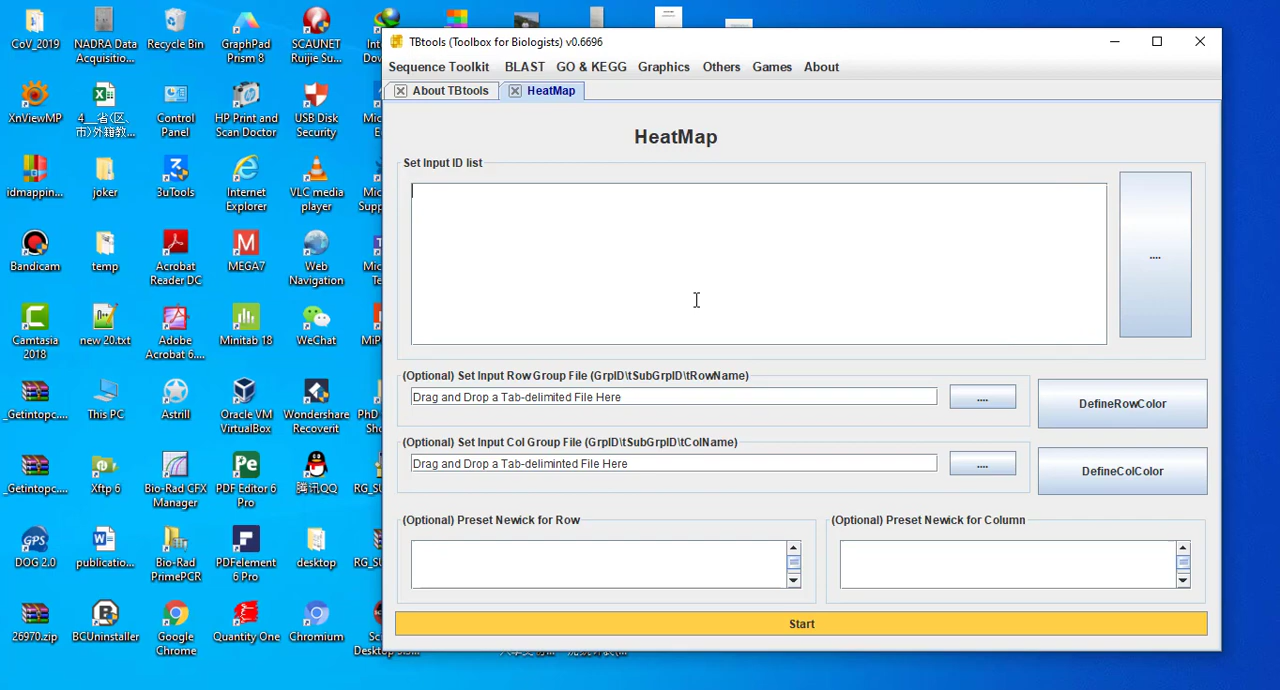 CoV_2019
NADRA Data
Acquisitio...
Recycle Bin
GraphPad
Prism 8
SCAUNET
Ruijie Su...
XnViewMP
4__省(区、
市)外籍教...
Control
Panel
HP Print and
Scan Doctor
USB Disk
Security
idmappin...
joker
3uTools
Internet
Explorer
VLC media
player
Bandicam
temp
Acrobat
Reader DC
MEGA7
Web
Navigation
Camtasia
2018
new 20.txt
Adobe
Acrobat 6....
Minitab 18
WeChat
_Getintopc....
This PC
Astrill
Oracle VM
VirtualBox
Wondershare
Recoverit
_Getintopc....
Xftp 6
Bio-Rad CFX
Manager
PDF Editor 6
Pro
腾讯QQ
DOG 2.0
publicatio...
Bio-Rad
PrimePCR
PDFelement
6 Pro
desktop
26970.zip
BCUninstaller
Google
Chrome
Quantity One
Chromium
TBtools (Toolbox for Biologists) v0.6696
Sequence Toolkit BLAST GO & KEGG Graphics Others Games About
About TBtools HeatMap
HeatMap
Set Input ID list
....
(Optional) Set Input Row Group File (GrpID\tSubGrpID\tRowName)
Drag and Drop a Tab-delimited File Here
....
DefineRowColor
(Optional) Set Input Col Group File (GrpID\tSubGrpID\tColName)
Drag and Drop a Tab-deliminted File Here
....
DefineColColor
(Optional) Preset Newick for Row
(Optional) Preset Newick for Column
Start